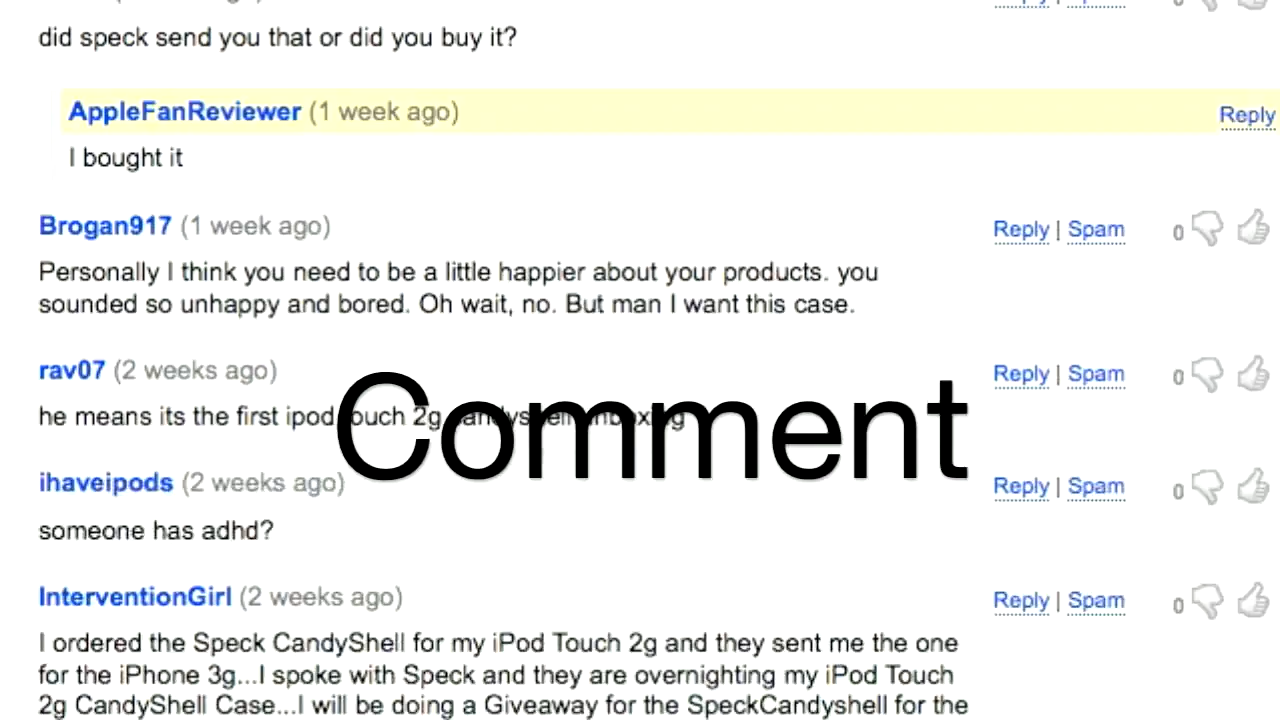 did speck send you that or did you buy it?
AppleFanReviewer (1 week ago)
Reply
I bought it
Brogan917 (1 week ago)
Reply | Spam
0
Personally I think you need to be a little happier about your products. you
sounded so unhappy and bored. Oh wait, no. But man I want this case.
rav07 (2 weeks ago)
Reply | Spam
0
he means its the first ipod touch 2g candyshell unboxing
Comment
ihaveipods (2 weeks ago)
Reply | Spam
0
someone has adhd?
InterventionGirl (2 weeks ago)
Reply | Spam
0
I ordered the Speck CandyShell for my iPod Touch 2g and they sent me the one
for the iPhone 3g...I spoke with Speck and they are overnighting my iPod Touch
2g CandyShell Case...I will be doing a Giveaway for the SpeckCandyshell for the